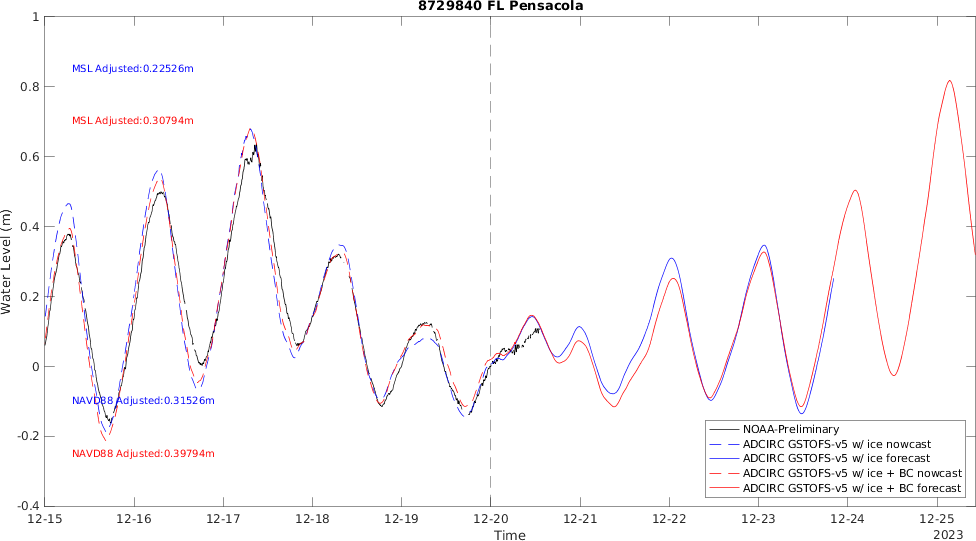 8729840 FL Pensacola
1
0.8
0.6
0.4
0.2
0
-0.2
-0.4
Water Level (m)
MSL Adjusted:0.22526m
MSL Adjusted:0.30794m
NAVD88 Adjusted:0.31526m
NAVD88 Adjusted:0.39794m
NOAA-Preliminary
ADCIRC GSTOFS-v5 w/ ice nowcast
ADCIRC GSTOFS-v5 w/ ice forecast
ADCIRC GSTOFS-v5 w/ ice + BC nowcast
ADCIRC GSTOFS-v5 w/ ice + BC forecast
12-15 12-16 12-17 12-18 12-19 12-20 12-21 12-22 12-23 12-24 12-25
Time
2023